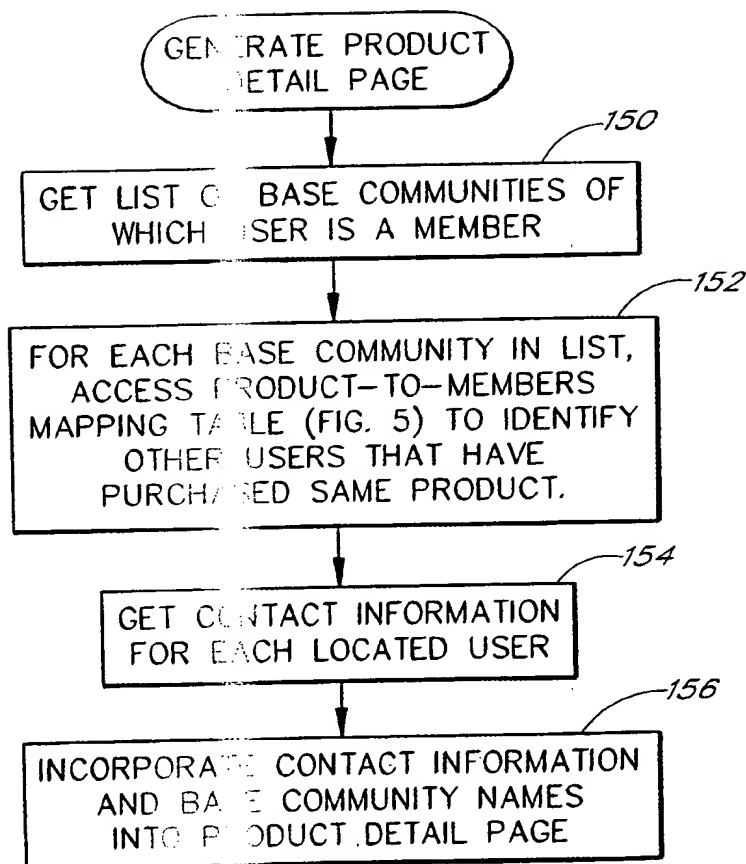 GENERATE PRODUCT
DETAIL PAGE
150
GET LIST OF BASE COMMUNITIES OF
WHICH USER IS A MEMBER
152
FOR EACH BASE COMMUNITY IN LIST,
ACCESS PRODUCT-TO-MEMBERS
MAPPING TABLE (FIG. 5) TO IDENTIFY
OTHER USERS THAT HAVE
PURCHASED SAME PRODUCT.
154
GET CONTACT INFORMATION
FOR EACH LOCATED USER
156
INCORPORATE CONTACT INFORMATION
AND BASE COMMUNITY NAMES
INTO PRODUCT DETAIL PAGE